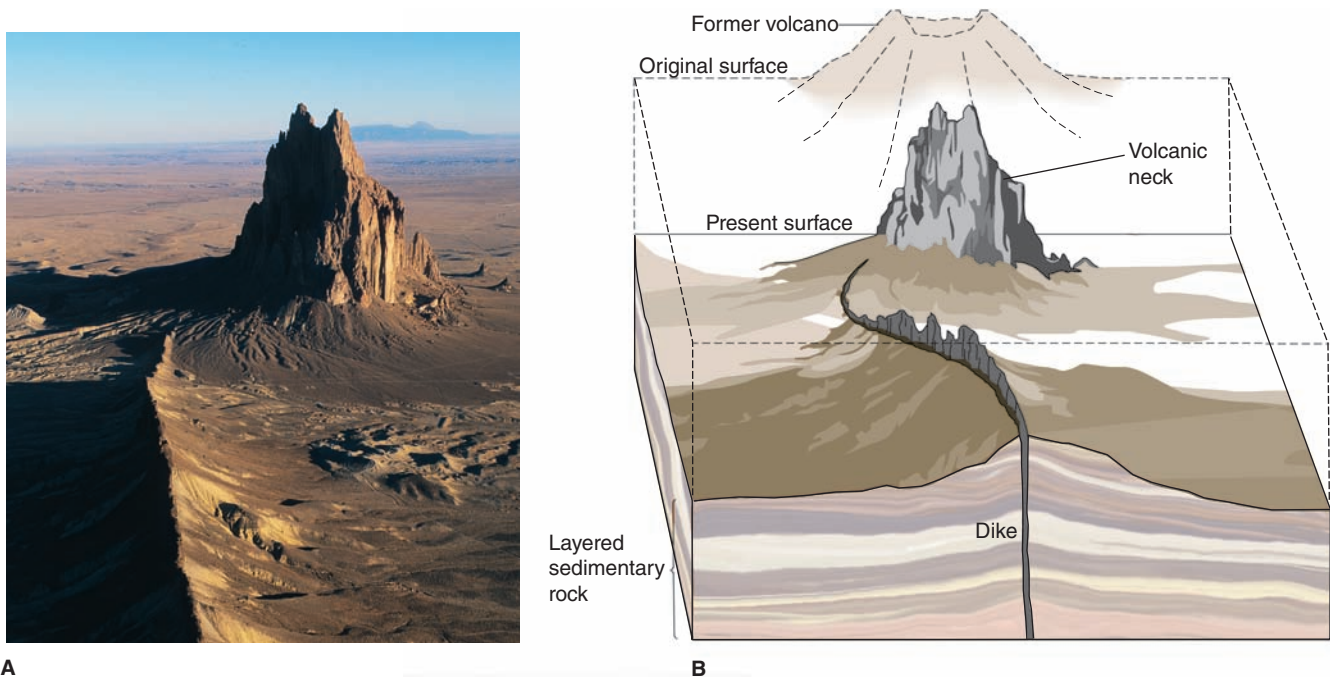 Former volcano
Original surface
Volcanic
neck
Present surface
Dike
Layered
sedimentary
rock
A
B